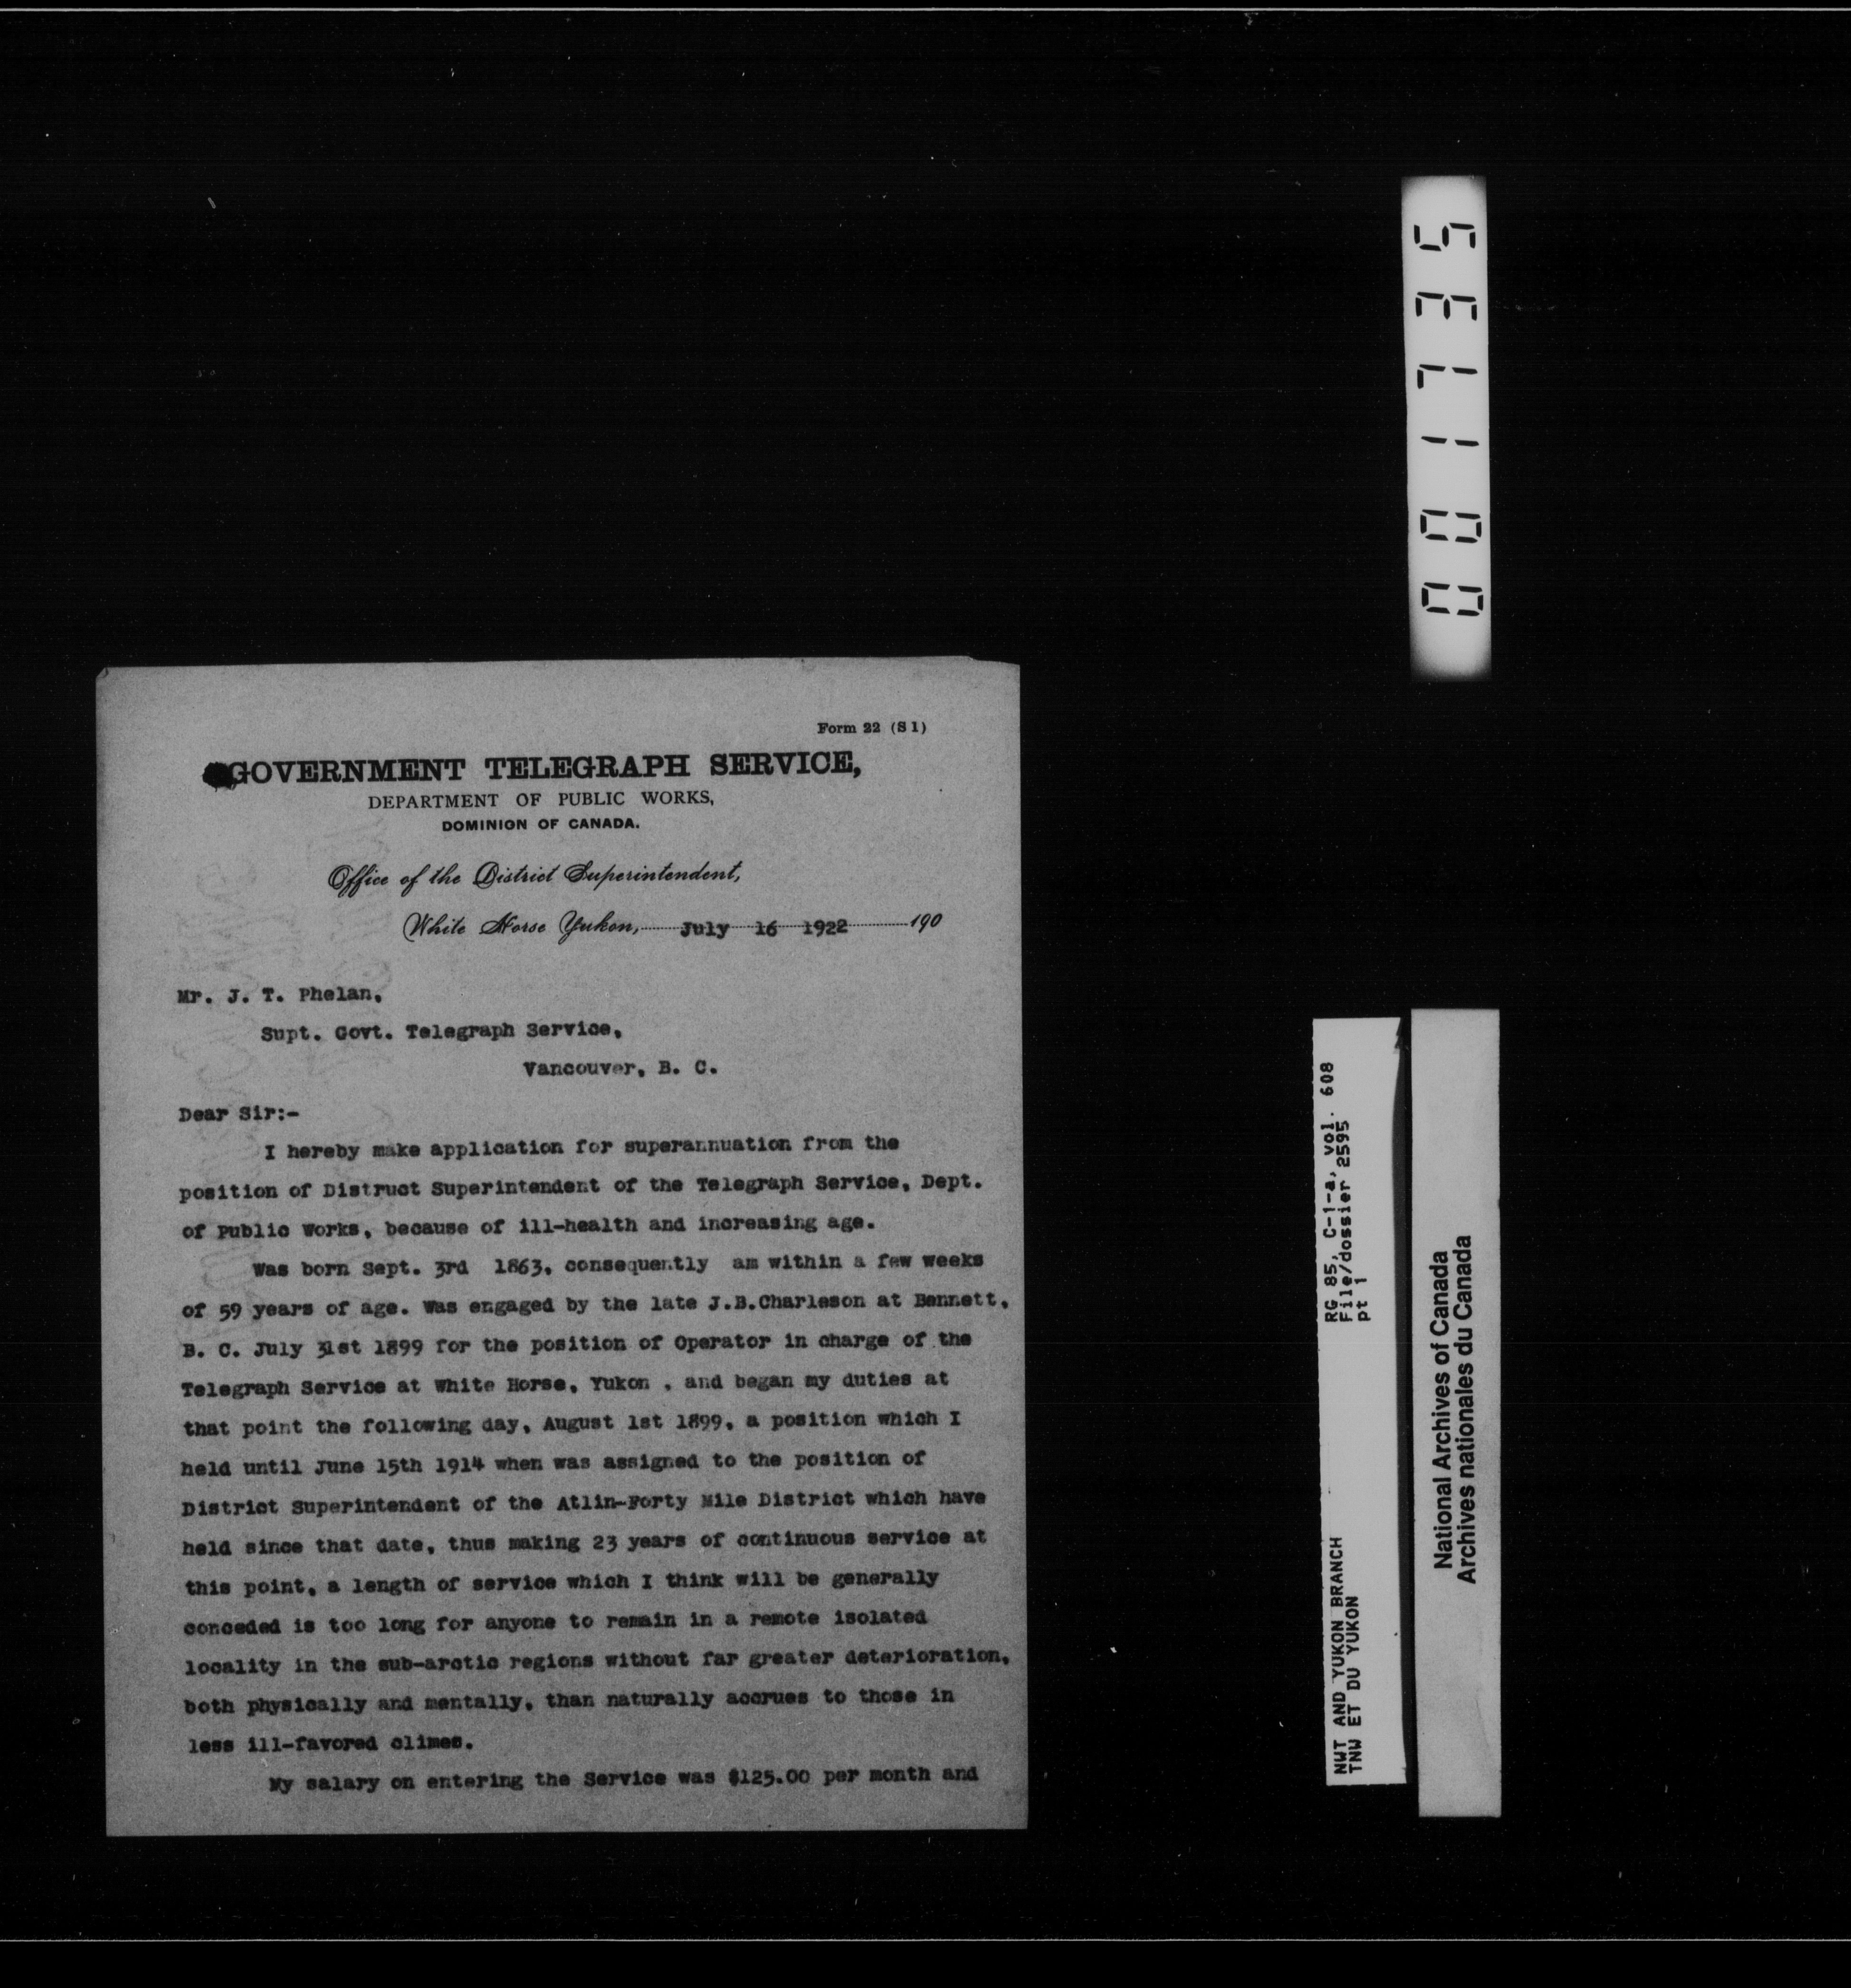 Form 22 (S 1)
GOVERNMENT TELEGRAPH SERVICE,
DEPARTMENT OF PUBLIC WORKS,
DOMINION OF CANADA.
Office of the District Superintendent,
White Horse Yukon, July 16 1922 190
Mr. J. T. Phelan,
Supt. Govt. Telegraph Service,
Vancouver, B. C.
Dear Sir:-
I hereby make application for superannuation from the
position of Distruct Superintendent of the Telegraph Service, Dept.
of Public Works, because of ill-health and increasing age.
Was born Sept. 3rd 1863, consequently am within a few weeks
of 59 years of age. Was engaged by the late J.B.Charleson at Bennett,
B. C. July 31st 1899 for the position of Operator in charge of the
Telegraph Service at White Horse, Yukon , and began my duties at
that point the following day, August 1st 1899, a position which I
held until June 15th 1914 when was assigned to the position of
District Superintendent of the Atlin-Forty Mile District which have
held since that date, thus making 23 years of continuous service at
this point, a length of service which I think will be generally
conceded is too long for anyone to remain in a remote isolated
locality in the sub-arctic regions without far greater deterioration,
both physically and mentally, than naturally accrues to those in
less ill-favored climes.
My salary on entering the Service was $125.00 per month and
001735
RG 85, C-1-a, vol. 608
File/dossier 2595
pt 1
NWT AND YUKON BRANCH
TNW ET DU YUKON
National Archives of Canada
Archives nationales du Canada